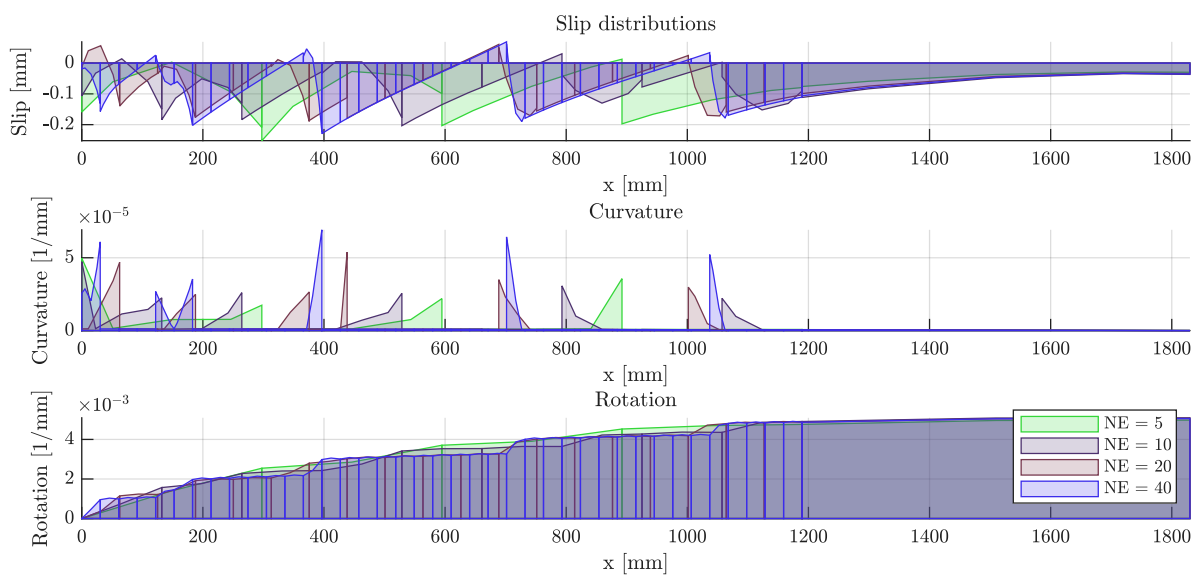 Slip distributions
Slip [mm]
0
-0.1
-0.2
0 200 400 600 800 1000 1200 1400 1600 1800
x [mm]
Curvature
×10⁻⁵
Curvature [1/mm]
5
0
0 200 400 600 800 1000 1200 1400 1600 1800
x [mm]
Rotation
×10⁻³
Rotation [1/mm]
4
2
0
NE = 5
NE = 10
NE = 20
NE = 40
0 200 400 600 800 1000 1200 1400 1600 1800
x [mm]